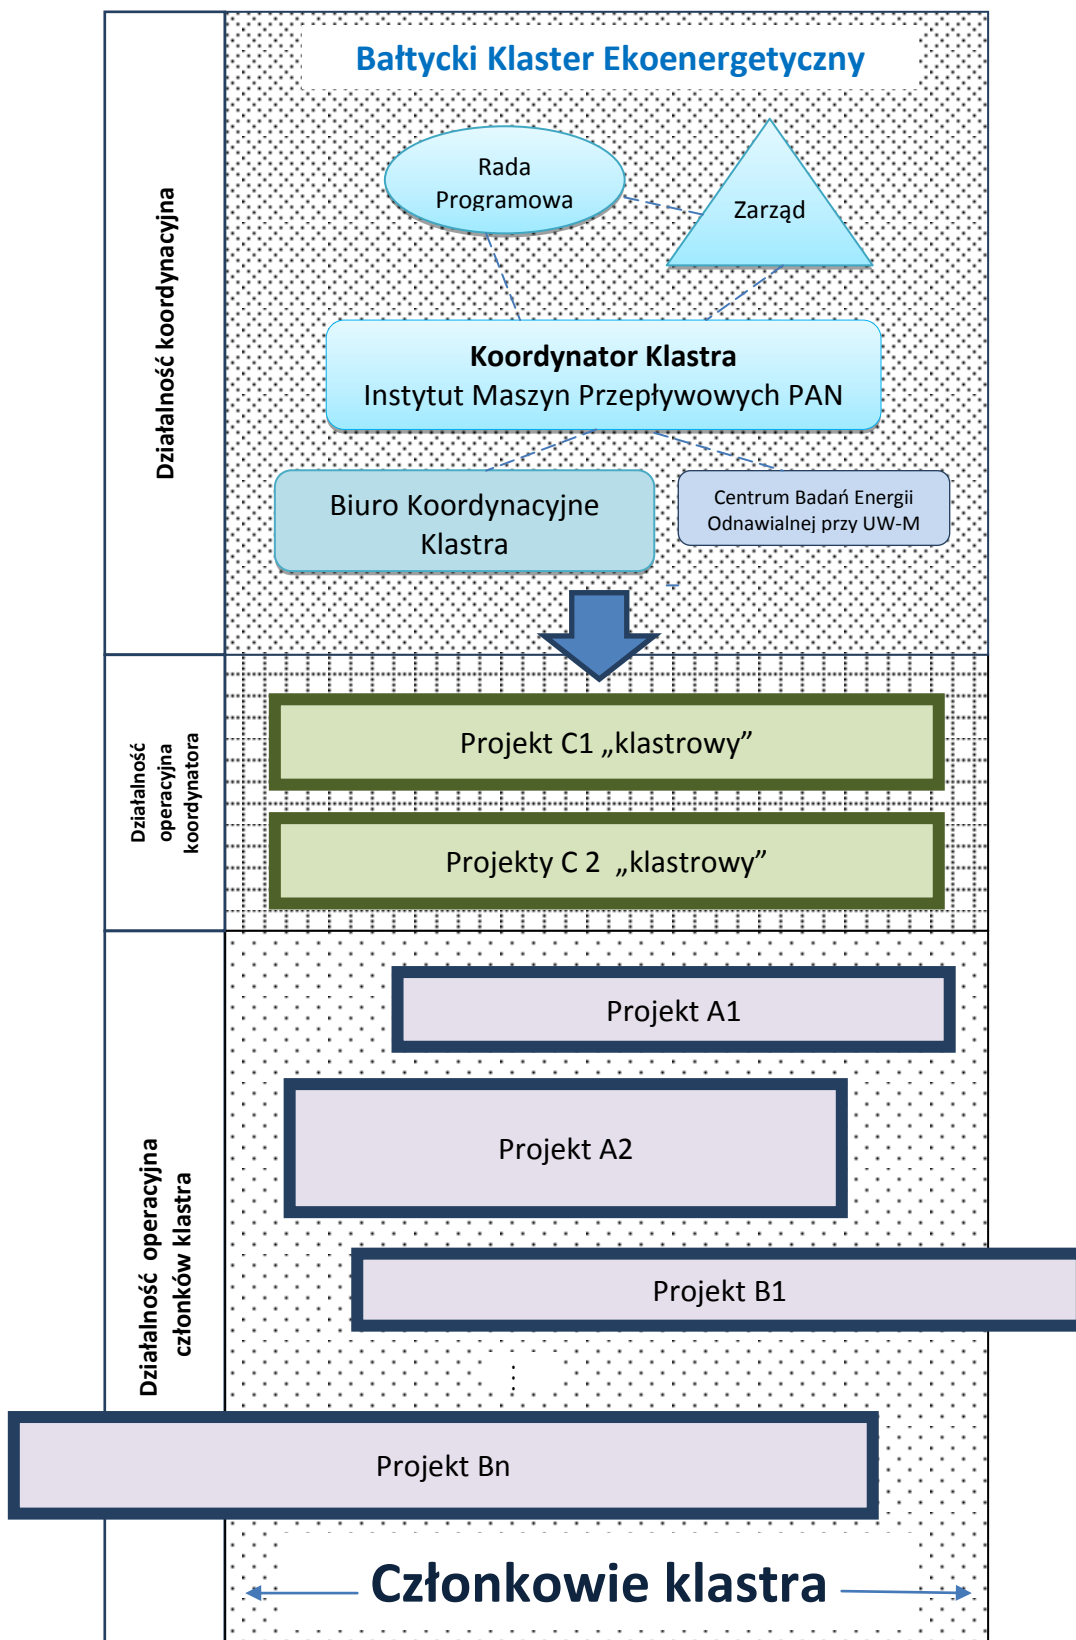 Bałtycki Klaster Ekoenergetyczny
Rada
Programowa
Zarząd
Działalność koordynacyjna
Koordynator Klastra
Instytut Maszyn Przepływowych PAN
Biuro Koordynacyjne
Klastra
Centrum Badań Energii
Odnawialnej przy UW-M
Działalność
operacyjna
koordynatora
Projekt C1 „klastrowy”
Projekty C 2 „klastrowy”
Działalność operacyjna
członków klastra
Projekt A1
Projekt A2
Projekt B1
⋮
Projekt Bn
Członkowie klastra